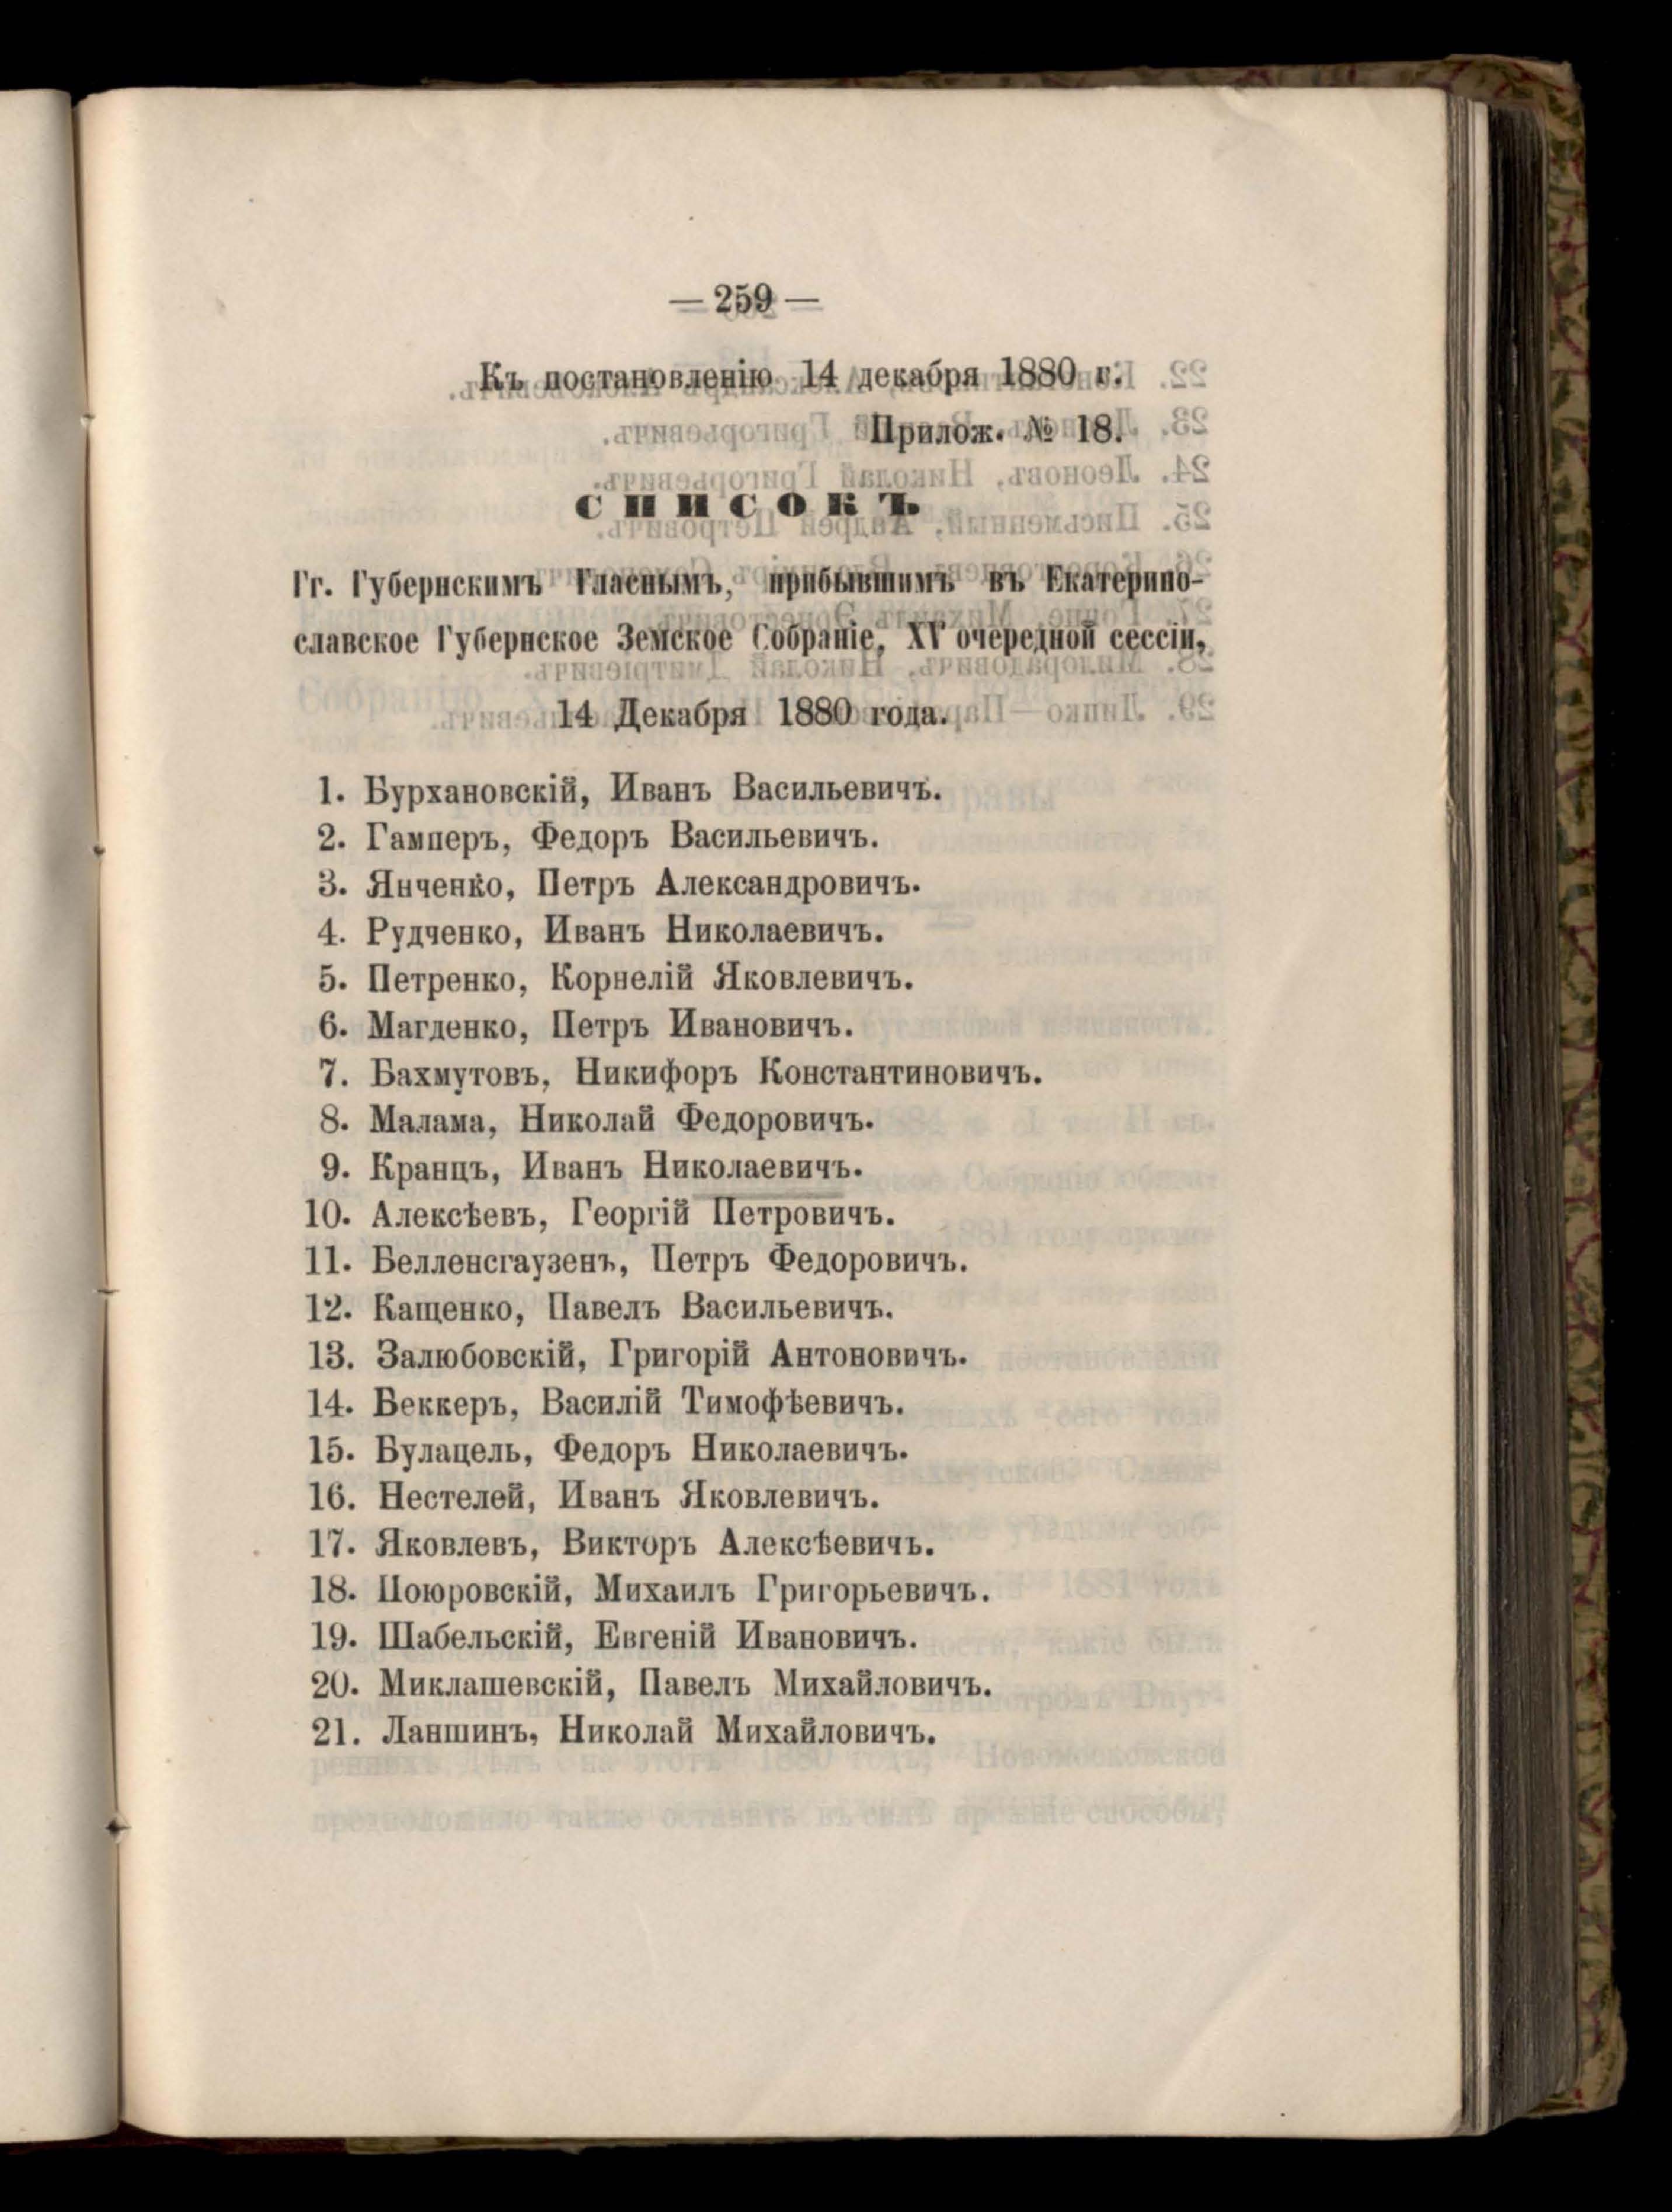 — 259 —
Къ постановленію 14 декабря 1880 г.
Прилож. № 18.
СПИСОКЪ
Гг. Губернскимъ Гласнымъ, прибывшимъ въ Екатерино-
славское Губернское Земское Собраніе, XV очередной сессіи,
14 Декабря 1880 года.
1. Бурхановскій, Иванъ Васильевичъ.
2. Гамперъ, Федоръ Васильевичъ.
3. Янченко, Петръ Александровичъ.
4. Рудченко, Иванъ Николаевичъ.
5. Петренко, Корнелій Яковлевичъ.
6. Магденко, Петръ Ивановичъ.
7. Бахмутовъ, Никифоръ Константиновичъ.
8. Малама, Николай Федоровичъ.
9. Кранцъ, Иванъ Николаевичъ.
10. Алексѣевъ, Георгій Петровичъ.
11. Белленсгаузенъ, Петръ Федоровичъ.
12. Кащенко, Павелъ Васильевичъ.
13. Залюбовскій, Григорій Антоновичъ.
14. Беккеръ, Василій Тимофѣевичъ.
15. Булацель, Федоръ Николаевичъ.
16. Нестелей, Иванъ Яковлевичъ.
17. Яковлевъ, Викторъ Алексѣевичъ.
18. Поюровскій, Михаилъ Григорьевичъ.
19. Шабельскій, Евгеній Ивановичъ.
20. Миклашевскій, Павелъ Михайловичъ.
21. Ланшинъ, Николай Михайловичъ.